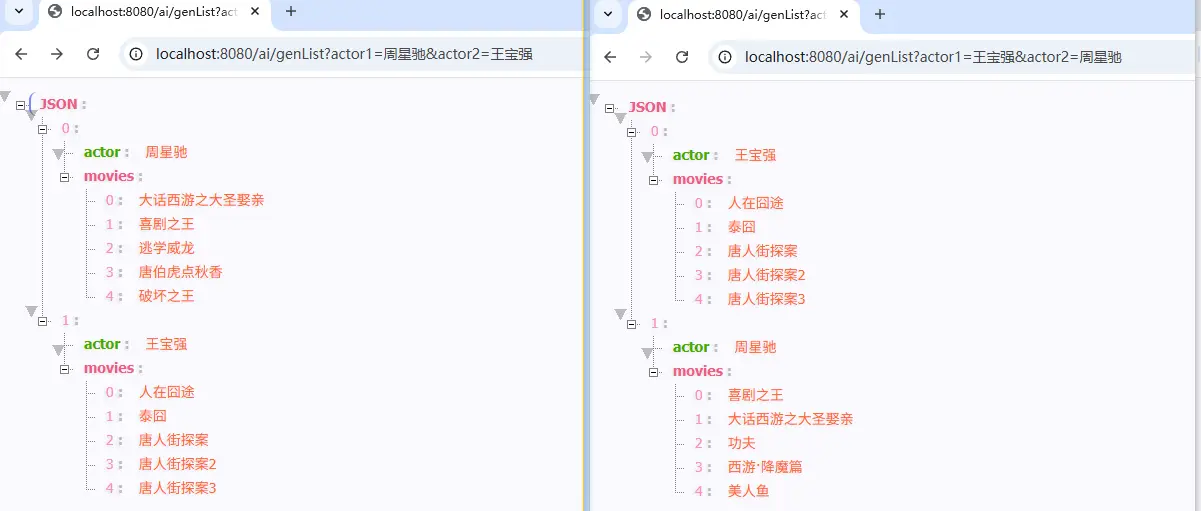 localhost:8080/ai/genList?act
localhost:8080/ai/genList?actor1=周星驰&actor2=王宝强
JSON :
0 :
actor : 周星驰
movies :
0 : 大话西游之大圣娶亲
1 : 喜剧之王
2 : 逃学威龙
3 : 唐伯虎点秋香
4 : 破坏之王
1 :
actor : 王宝强
movies :
0 : 人在囧途
1 : 泰囧
2 : 唐人街探案
3 : 唐人街探案2
4 : 唐人街探案3
localhost:8080/ai/genList?act
localhost:8080/ai/genList?actor1=王宝强&actor2=周星驰
JSON :
0 :
actor : 王宝强
movies :
0 : 人在囧途
1 : 泰囧
2 : 唐人街探案
3 : 唐人街探案2
4 : 唐人街探案3
1 :
actor : 周星驰
movies :
0 : 喜剧之王
1 : 大话西游之大圣娶亲
2 : 功夫
3 : 西游·降魔篇
4 : 美人鱼